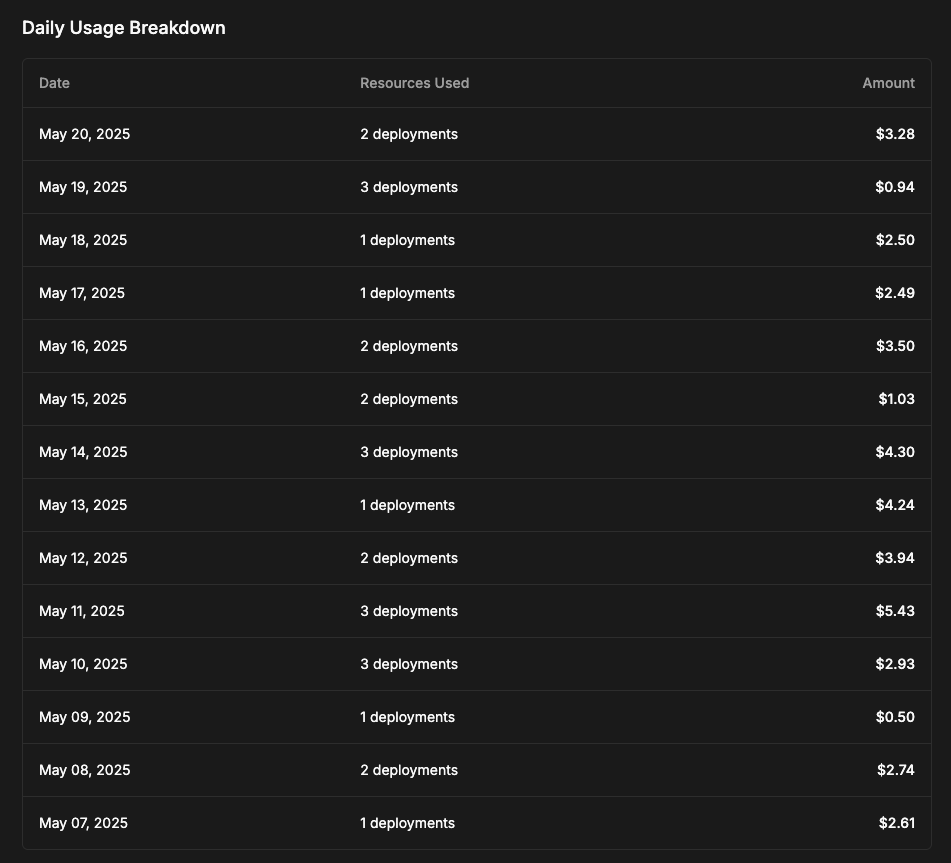 Daily Usage Breakdown
Date Resources Used Amount
May 20, 2025 2 deployments $3.28
May 19, 2025 3 deployments $0.94
May 18, 2025 1 deployments $2.50
May 17, 2025 1 deployments $2.49
May 16, 2025 2 deployments $3.50
May 15, 2025 2 deployments $1.03
May 14, 2025 3 deployments $4.30
May 13, 2025 1 deployments $4.24
May 12, 2025 2 deployments $3.94
May 11, 2025 3 deployments $5.43
May 10, 2025 3 deployments $2.93
May 09, 2025 1 deployments $0.50
May 08, 2025 2 deployments $2.74
May 07, 2025 1 deployments $2.61